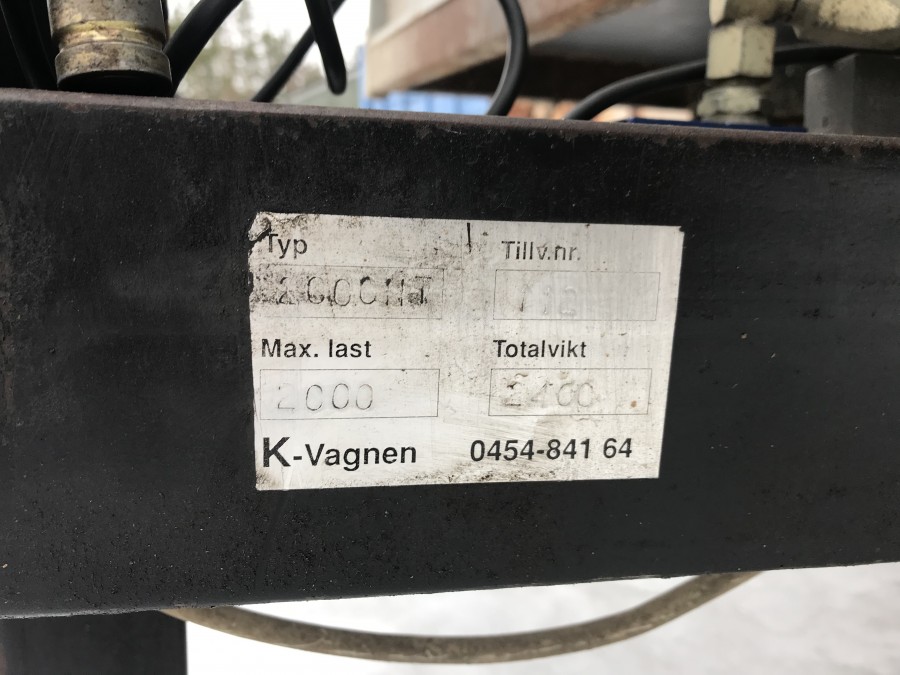 Typ Tillv.nr.
2000HT
Max. last Totalvikt
2000 2400
K-Vagnen 0454-841 64